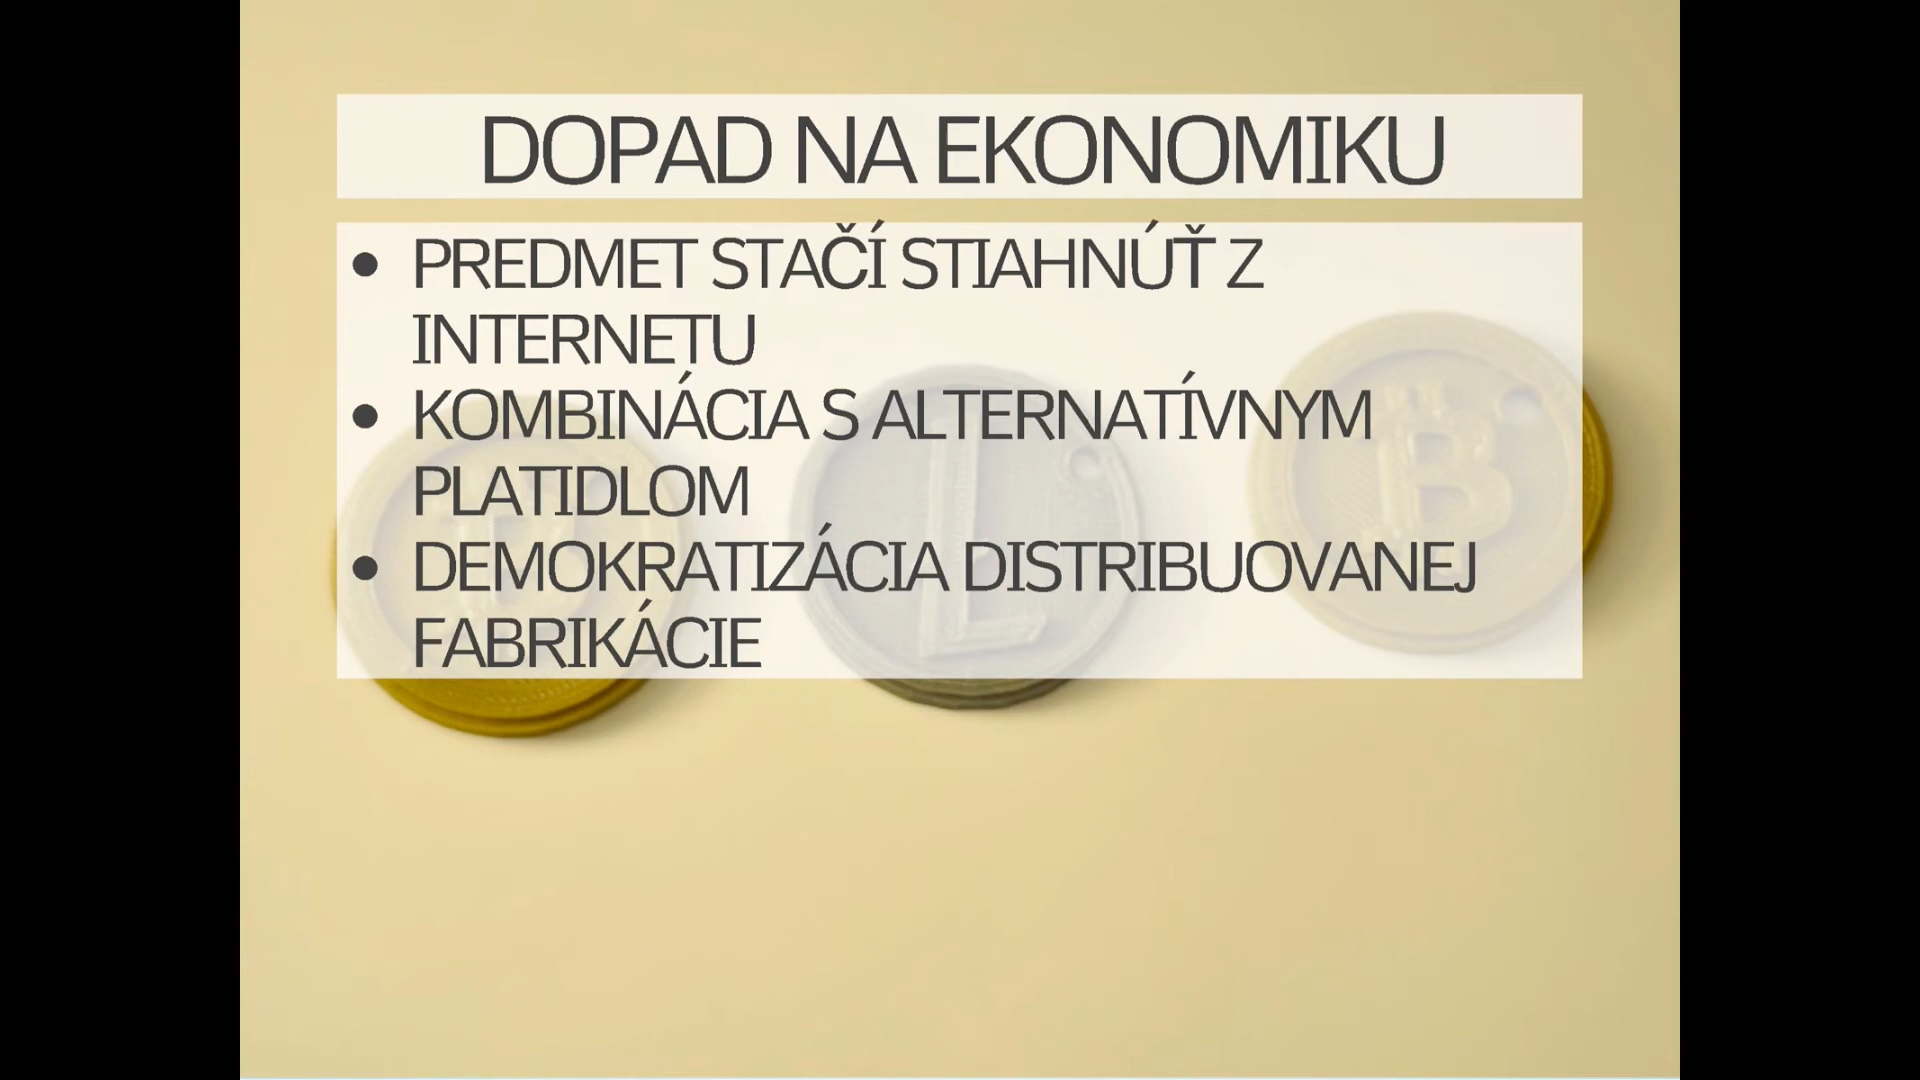 DOPAD NA EKONOMIKU
• PREDMET STAČÍ STIAHNÚŤ Z
INTERNETU
• KOMBINÁCIA S ALTERNATÍVNYM
PLATIDLOM
• DEMOKRATIZÁCIA DISTRIBUOVANEJ
FABRIKÁCIE